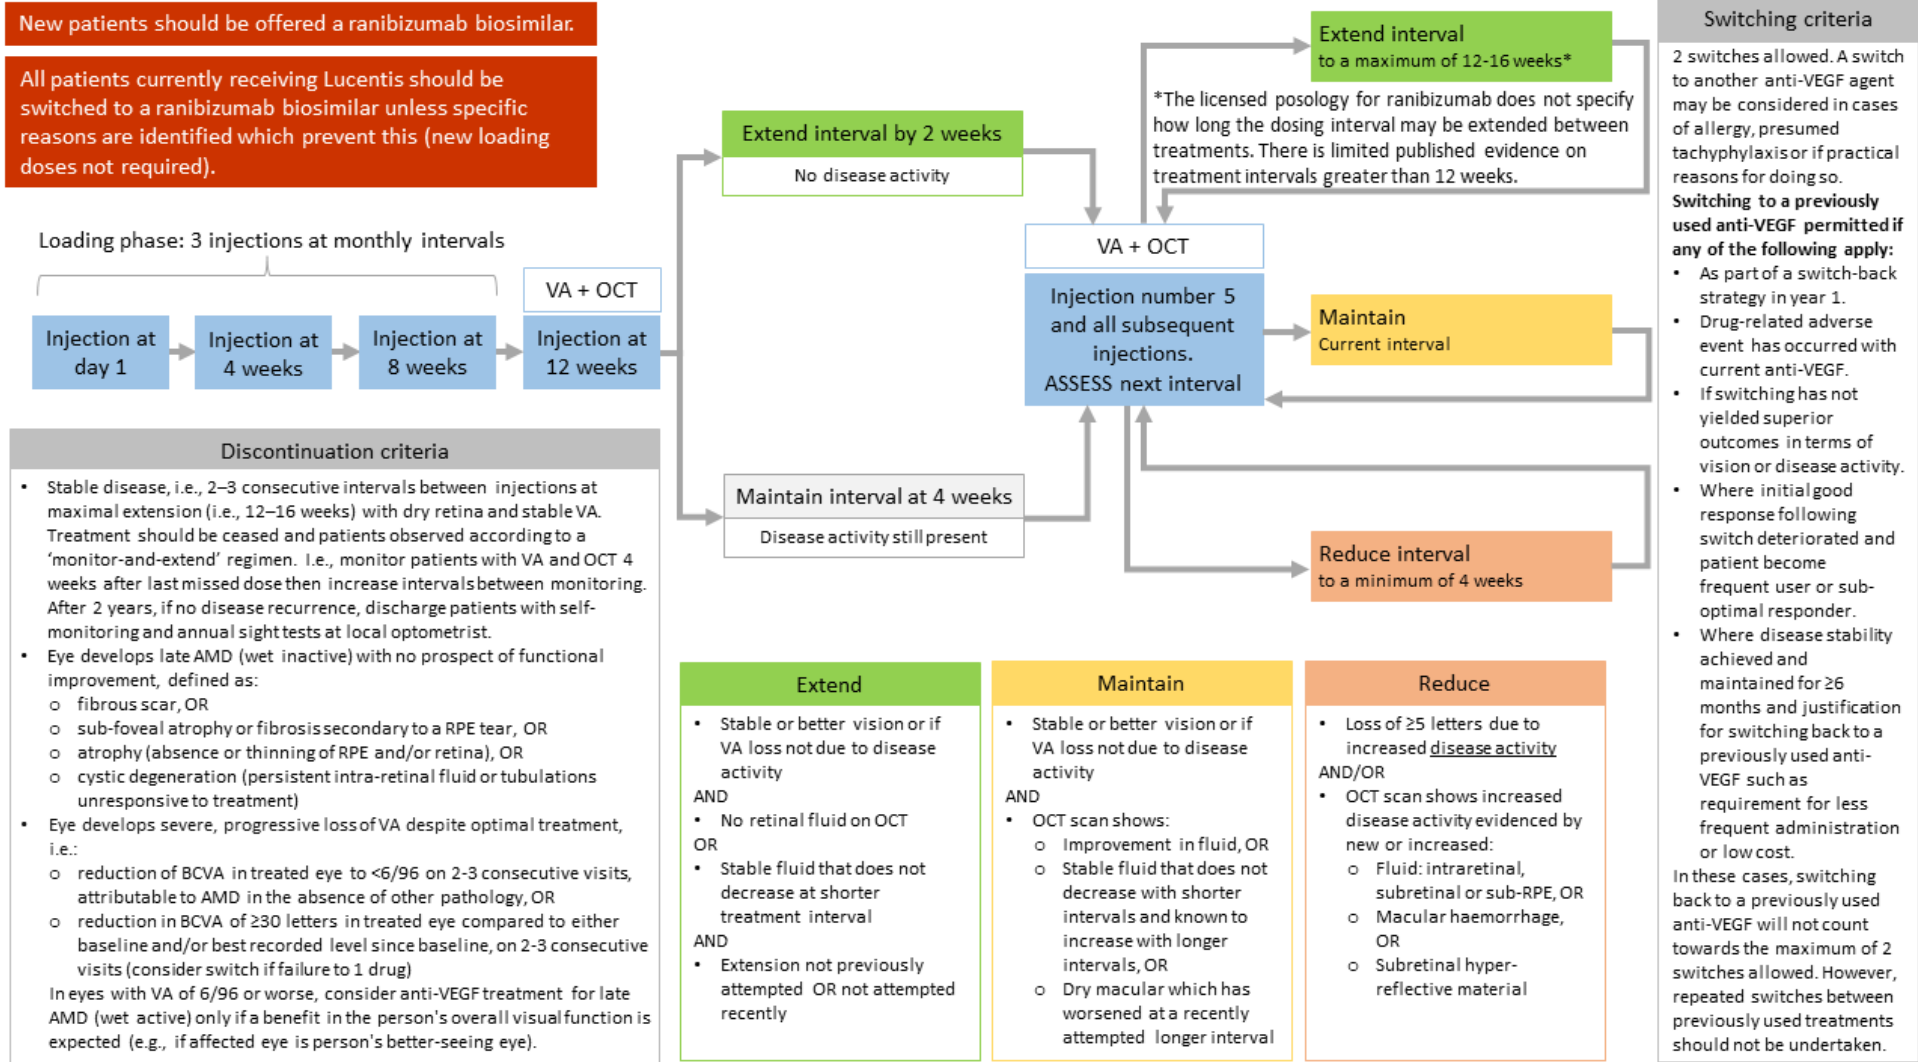 New patients should be offered a ranibizumab biosimilar.
All patients currently receiving Lucentis should be
switched to a ranibizumab biosimilar unless specific
reasons are identified which prevent this (new loading
doses not required).
Loading phase: 3 injections at monthly intervals
Injection at
day 1
Injection at
4 weeks
Injection at
8 weeks
VA + OCT
Injection at
12 weeks
Extend interval by 2 weeks
No disease activity
Maintain interval at 4 weeks
Disease activity still present
VA + OCT
Injection number 5
and all subsequent
injections.
ASSESS next interval
Extend interval
to a maximum of 12-16 weeks*
*The licensed posology for ranibizumab does not specify
how long the dosing interval may be extended between
treatments. There is limited published evidence on
treatment intervals greater than 12 weeks.
Maintain
Current interval
Reduce interval
to a minimum of 4 weeks
Discontinuation criteria
• Stable disease, i.e., 2–3 consecutive intervals between injections at
maximal extension (i.e., 12–16 weeks) with dry retina and stable VA.
Treatment should be ceased and patients observed according to a
‘monitor-and-extend’ regimen. I.e., monitor patients with VA and OCT 4
weeks after last missed dose then increase intervals between monitoring.
After 2 years, if no disease recurrence, discharge patients with self-
monitoring and annual sight tests at local optometrist.
• Eye develops late AMD (wet inactive) with no prospect of functional
improvement, defined as:
o fibrous scar, OR
o sub-foveal atrophy or fibrosis secondary to a RPE tear, OR
o atrophy (absence or thinning of RPE and/or retina), OR
o cystic degeneration (persistent intra-retinal fluid or tubulations
unresponsive to treatment)
• Eye develops severe, progressive loss of VA despite optimal treatment,
i.e.:
o reduction of BCVA in treated eye to <6/96 on 2-3 consecutive visits,
attributable to AMD in the absence of other pathology, OR
o reduction in BCVA of ≥30 letters in treated eye compared to either
baseline and/or best recorded level since baseline, on 2-3 consecutive
visits (consider switch if failure to 1 drug)
In eyes with VA of 6/96 or worse, consider anti-VEGF treatment for late
AMD (wet active) only if a benefit in the person's overall visual function is
expected (e.g., if affected eye is person's better-seeing eye).
Extend
• Stable or better vision or if
VA loss not due to disease
activity
AND
• No retinal fluid on OCT
OR
• Stable fluid that does not
decrease at shorter
treatment interval
AND
• Extension not previously
attempted OR not attempted
recently
Maintain
• Stable or better vision or if
VA loss not due to disease
activity
AND
• OCT scan shows:
o Improvement in fluid, OR
o Stable fluid that does not
decrease with shorter
intervals and known to
increase with longer
intervals, OR
o Dry macular which has
worsened at a recently
attempted longer interval
Reduce
• Loss of ≥5 letters due to
increased disease activity
AND/OR
• OCT scan shows increased
disease activity evidenced by
new or increased:
o Fluid: intraretinal,
subretinal or sub-RPE, OR
o Macular haemorrhage,
OR
o Subretinal hyper-
reflective material
Switching criteria
2 switches allowed. A switch
to another anti-VEGF agent
may be considered in cases
of allergy, presumed
tachyphylaxis or if practical
reasons for doing so.
Switching to a previously
used anti-VEGF permitted if
any of the following apply:
• As part of a switch-back
strategy in year 1.
• Drug-related adverse
event has occurred with
current anti-VEGF.
• If switching has not
yielded superior
outcomes in terms of
vision or disease activity.
• Where initial good
response following
switch deteriorated and
patient become
frequent user or sub-
optimal responder.
• Where disease stability
achieved and
maintained for ≥6
months and justification
for switching back to a
previously used anti-
VEGF such as
requirement for less
frequent administration
or low cost.
In these cases, switching
back to a previously used
anti-VEGF will not count
towards the maximum of 2
switches allowed. However,
repeated switches between
previously used treatments
should not be undertaken.